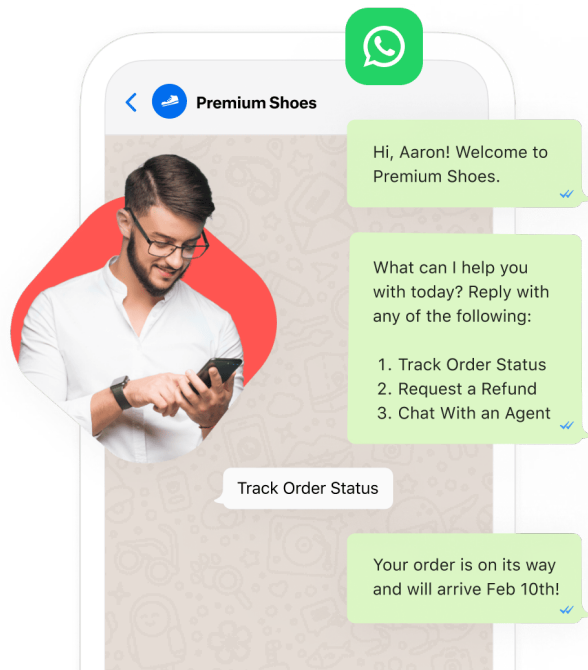 Premium Shoes
Hi, Aaron! Welcome to
Premium Shoes.
What can I help you
with today? Reply with
any of the following:
1. Track Order Status
2. Request a Refund
3. Chat With an Agent
Track Order Status
Your order is on its way
and will arrive Feb 10th!